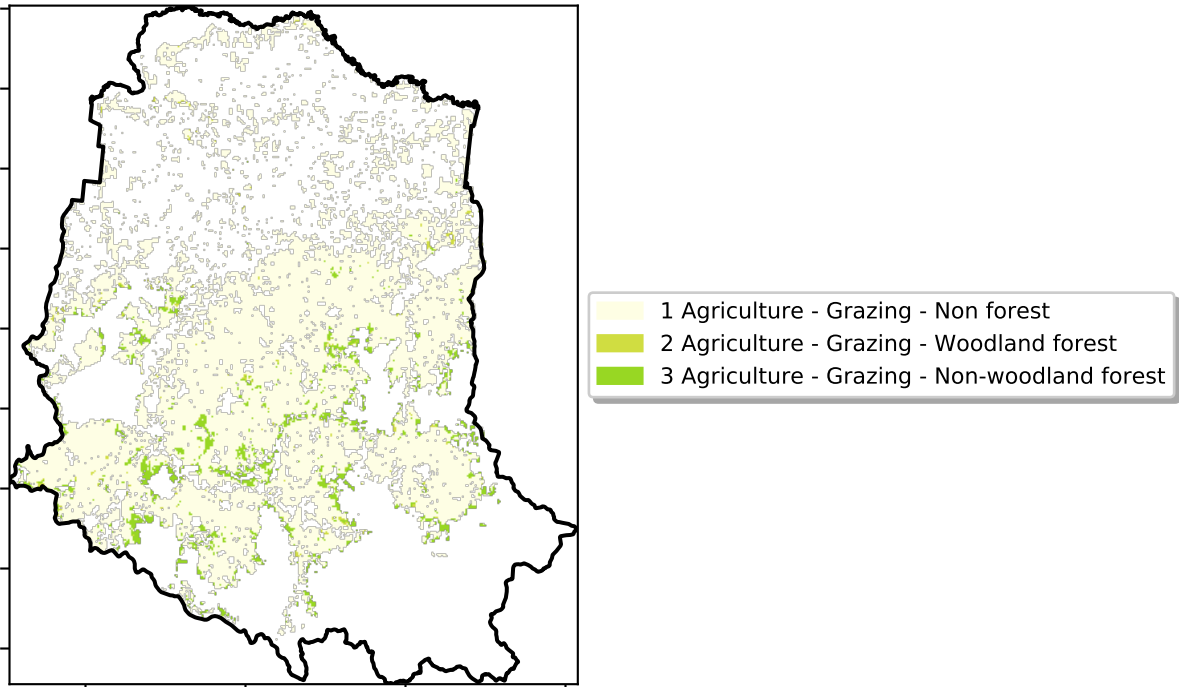 1 Agriculture - Grazing - Non forest
2 Agriculture - Grazing - Woodland forest
3 Agriculture - Grazing - Non-woodland forest